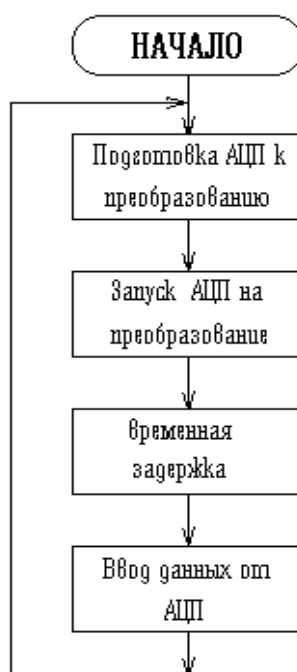 НАЧАЛО
Подготовка АЦП к
преобразованию
Запуск АЦП на
преобразование
временная
задержка
Ввод данных от
АЦП